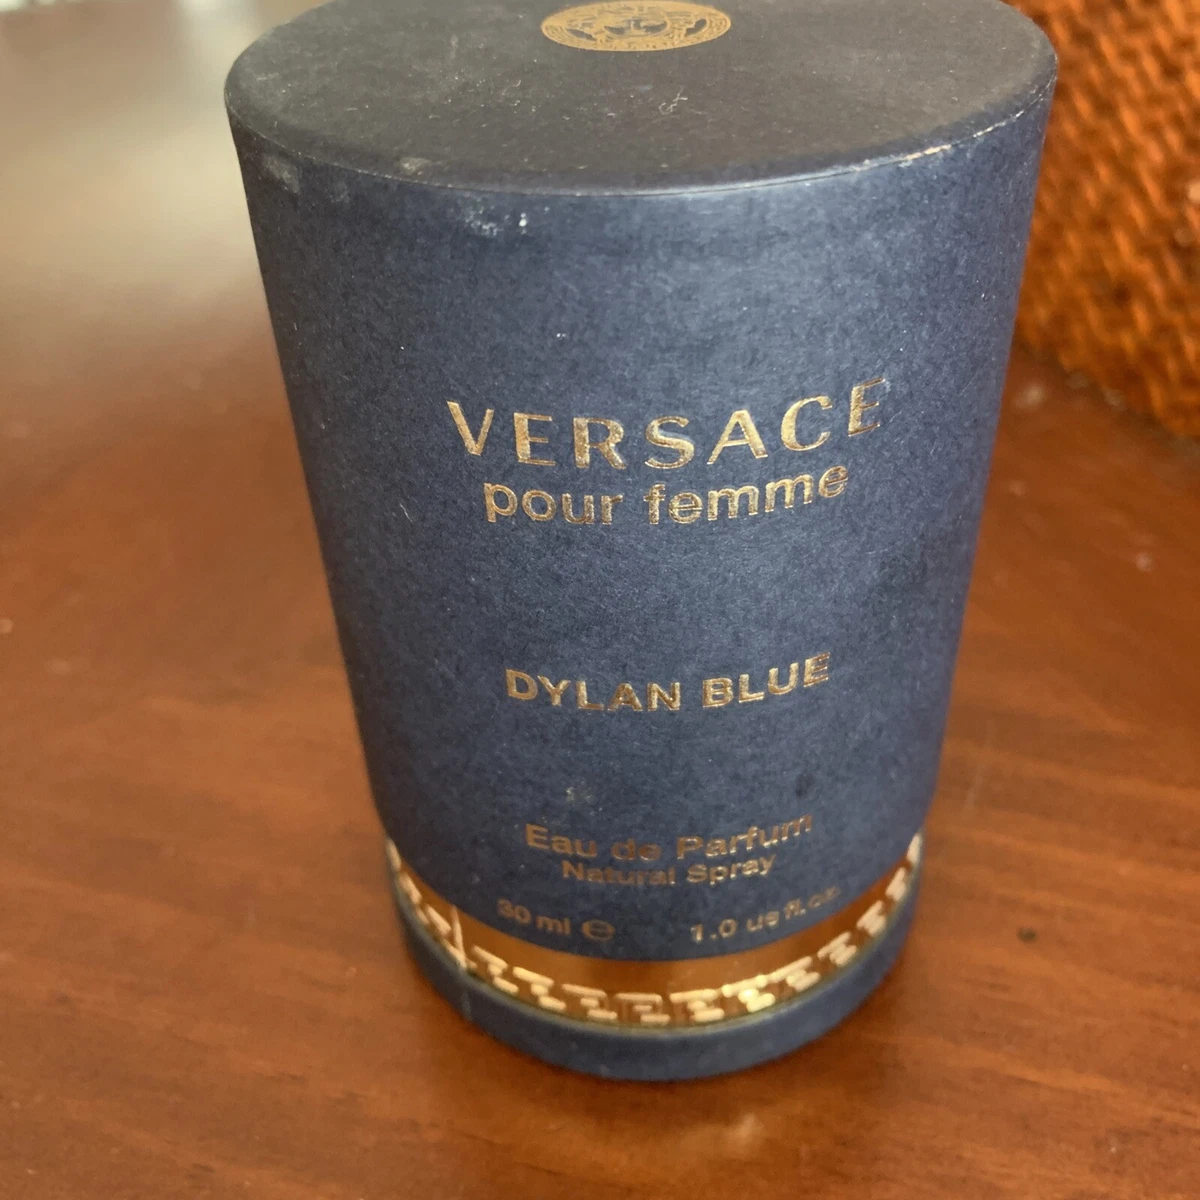 VERSACE
pour femme
DYLAN BLUE
Eau de Parfum
Natural Spray
30 ml ℮ 1.0 us fl. oz.